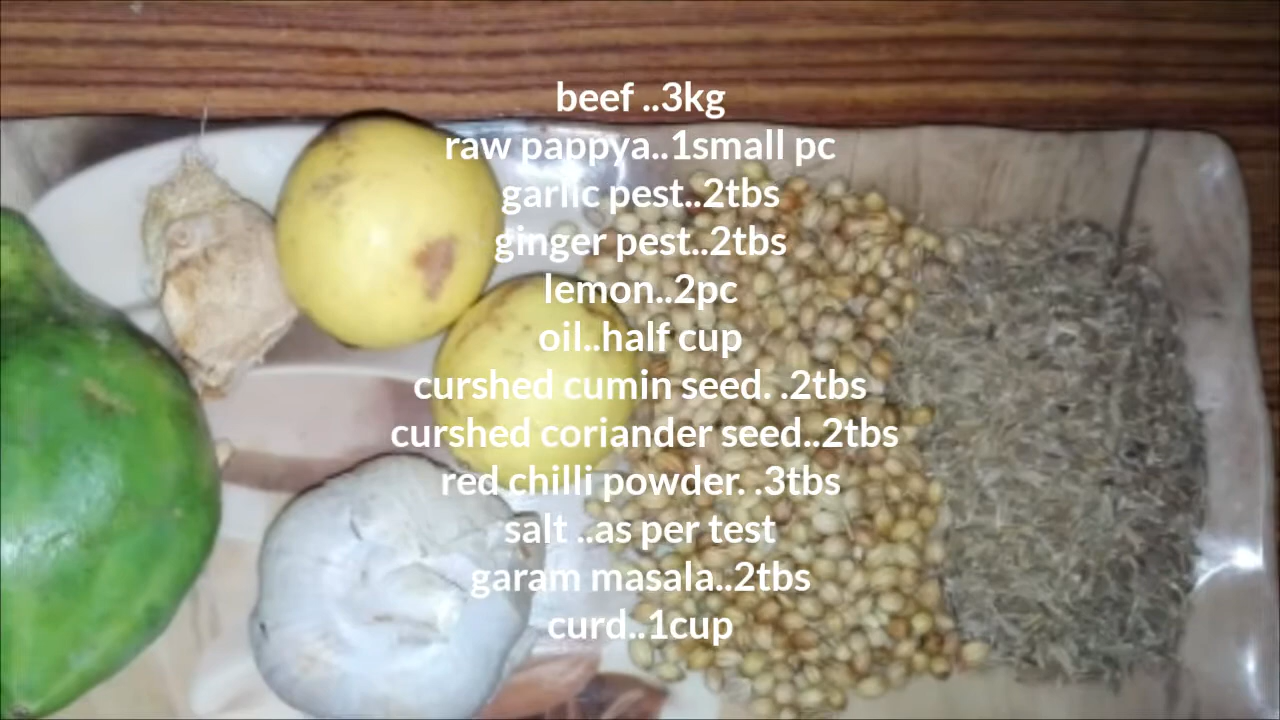 beef ..3kg
raw pappya..1small pc
garlic pest..2tbs
ginger pest..2tbs
lemon..2pc
oil..half cup
curshed cumin seed. .2tbs
curshed coriander seed..2tbs
red chilli powder. .3tbs
salt ..as per test
garam masala..2tbs
curd..1cup